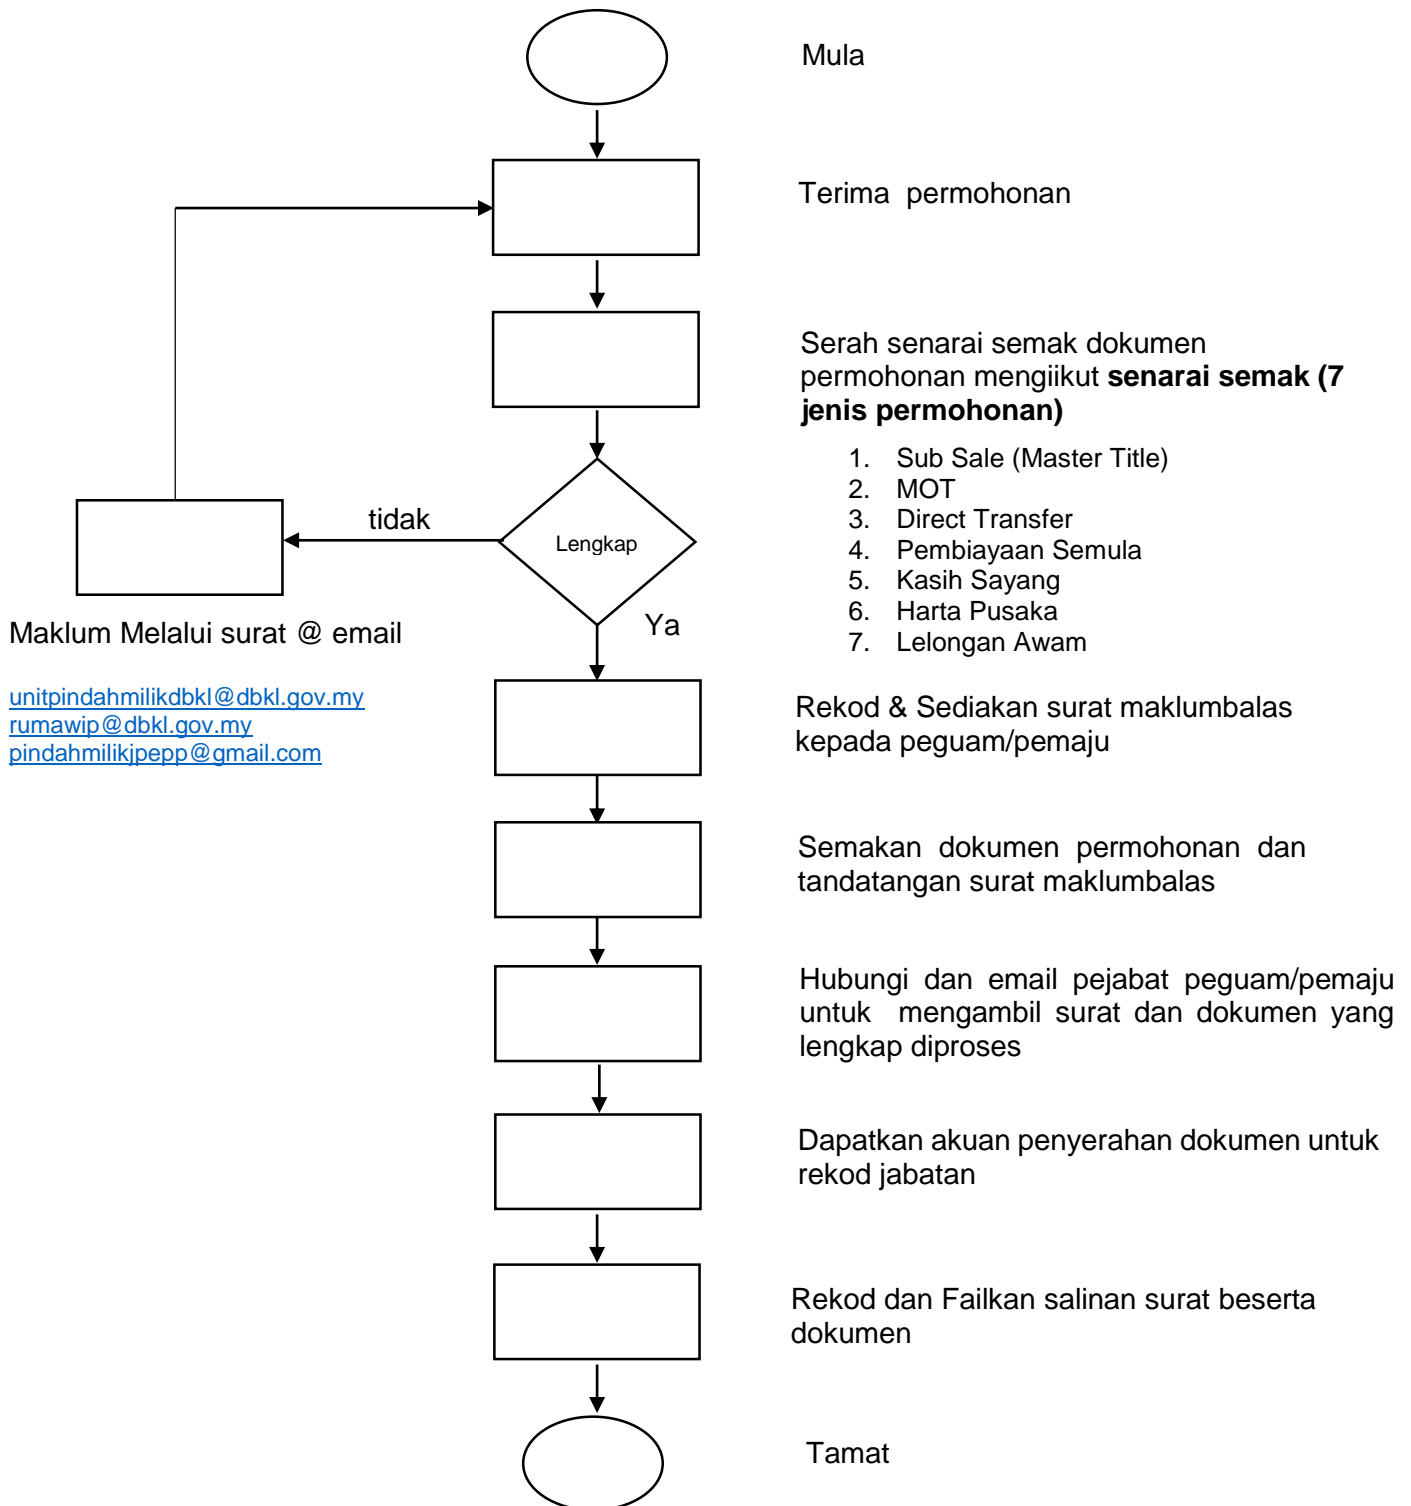 Mula
Terima permohonan
Serah senarai semak dokumen
permohonan mengiikut senarai semak (7
jenis permohonan)
1. Sub Sale (Master Title)
2. MOT
3. Direct Transfer
4. Pembiayaan Semula
5. Kasih Sayang
6. Harta Pusaka
7. Lelongan Awam
tidak
Lengkap
Ya
Maklum Melalui surat @ email
unitpindahmilikdbkl@dbkl.gov.my
rumawip@dbkl.gov.my
pindahmilikjpepp@gmail.com
Rekod & Sediakan surat maklumbalas
kepada peguam/pemaju
Semakan dokumen permohonan dan
tandatangan surat maklumbalas
Hubungi dan email pejabat peguam/pemaju
untuk mengambil surat dan dokumen yang
lengkap diproses
Dapatkan akuan penyerahan dokumen untuk
rekod jabatan
Rekod dan Failkan salinan surat beserta
dokumen
Tamat